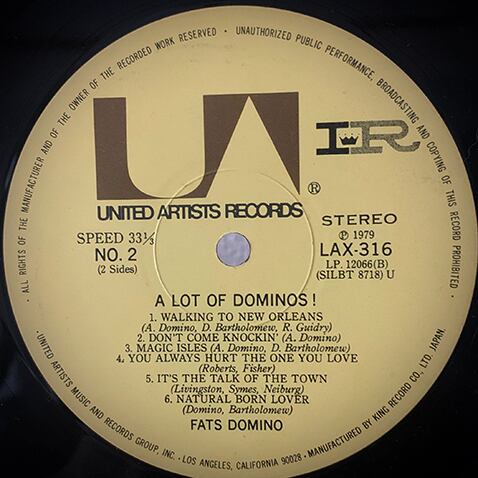 ALL RIGHTS OF THE MANUFACTURER AND OF THE OWNER OF THE RECORDED WORK RESERVED · UNAUTHORIZED PUBLIC PERFORMANCE, BROADCASTING AND COPYING OF THIS RECORD PROHIBITED ·
UA
IR
®
UNITED ARTISTS RECORDS
STEREO
SPEED 33⅓
Ⓟ 1979
NO. 2
LAX-316
(2 Sides)
LP. 12066(B)
(SILBT 8718) U
A LOT OF DOMINOS !
1. WALKING TO NEW ORLEANS
(A. Domino, D. Bartholomew, R. Guidry)
2. DON'T COME KNOCKIN' (A. Domino)
3. MAGIC ISLES (A. Domino, D. Bartholomew)
4. YOU ALWAYS HURT THE ONE YOU LOVE
(Roberts, Fisher)
5. IT'S THE TALK OF THE TOWN
(Livingston, Symes, Neiburg)
6. NATURAL BORN LOVER
(Domino, Bartholomew)
FATS DOMINO
· UNITED ARTISTS MUSIC AND RECORDS GROUP, INC. · LOS ANGELES, CALIFORNIA 90028 · MANUFACTURED BY KING RECORD CO., LTD. JAPAN.